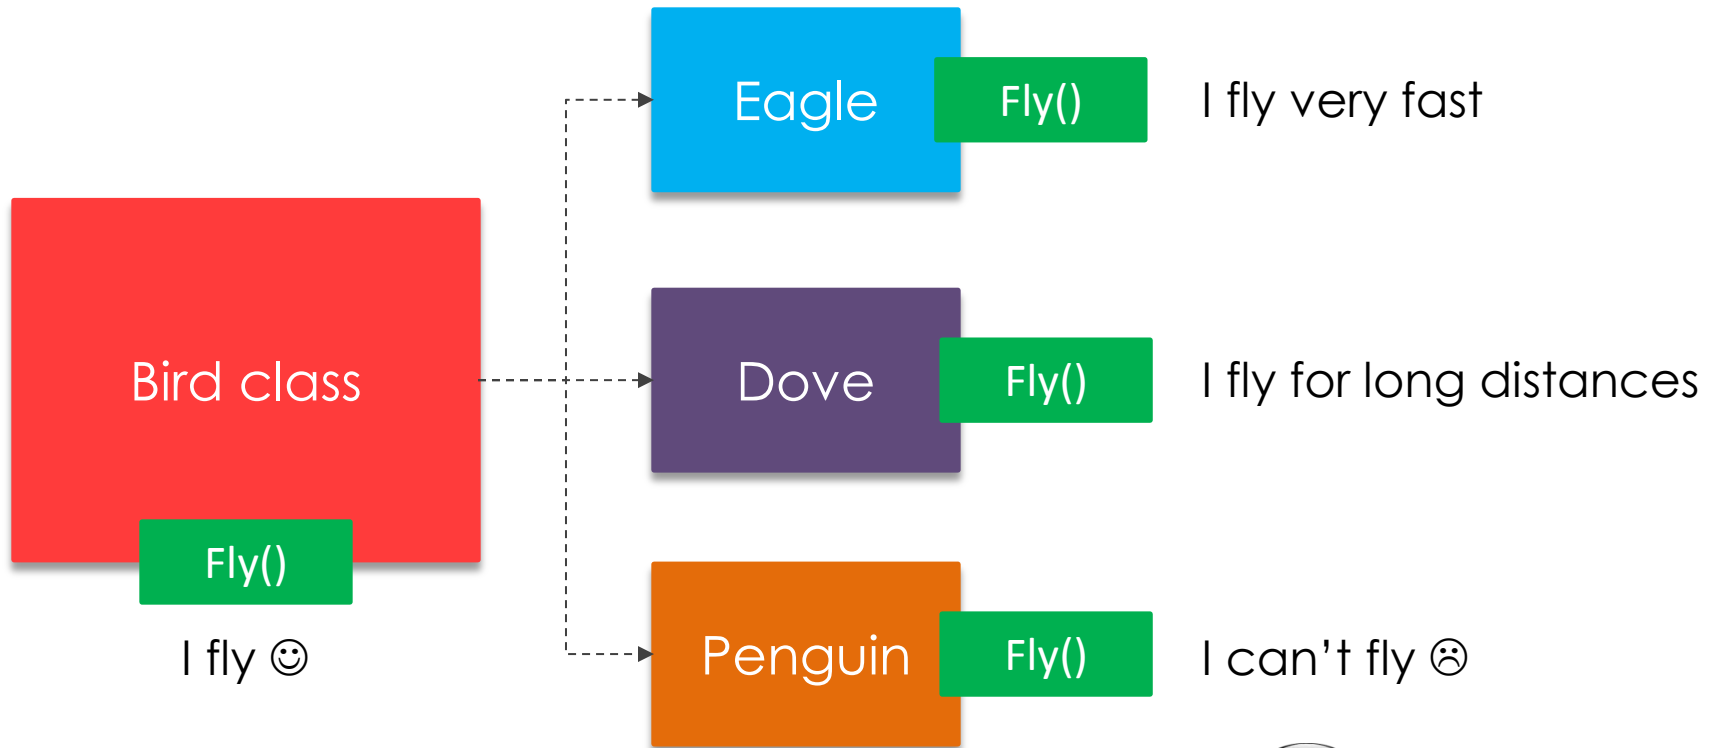 Eagle
Fly()
I fly very fast
Bird class
Fly()
I fly ☺
Dove
Fly()
I fly for long distances
Penguin
Fly()
I can’t fly ☹